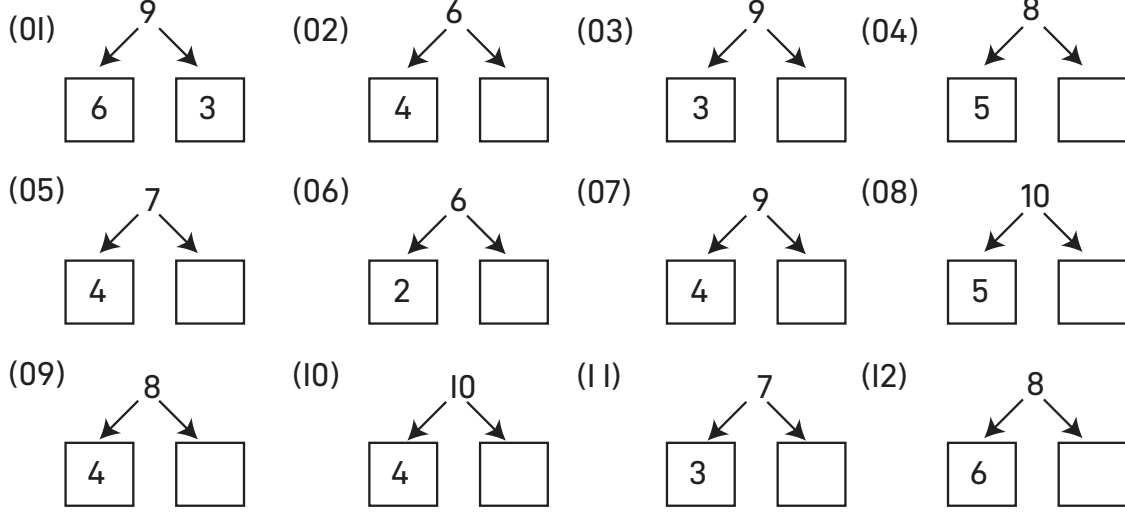 (01) 9 (02) 6 (03) 9 (04) 8
6 3 4 3 5
(05) 7 (06) 6 (07) 9 (08) 10
4 2 4 5
(09) 8 (10) 10 (11) 7 (12) 8
4 4 3 6